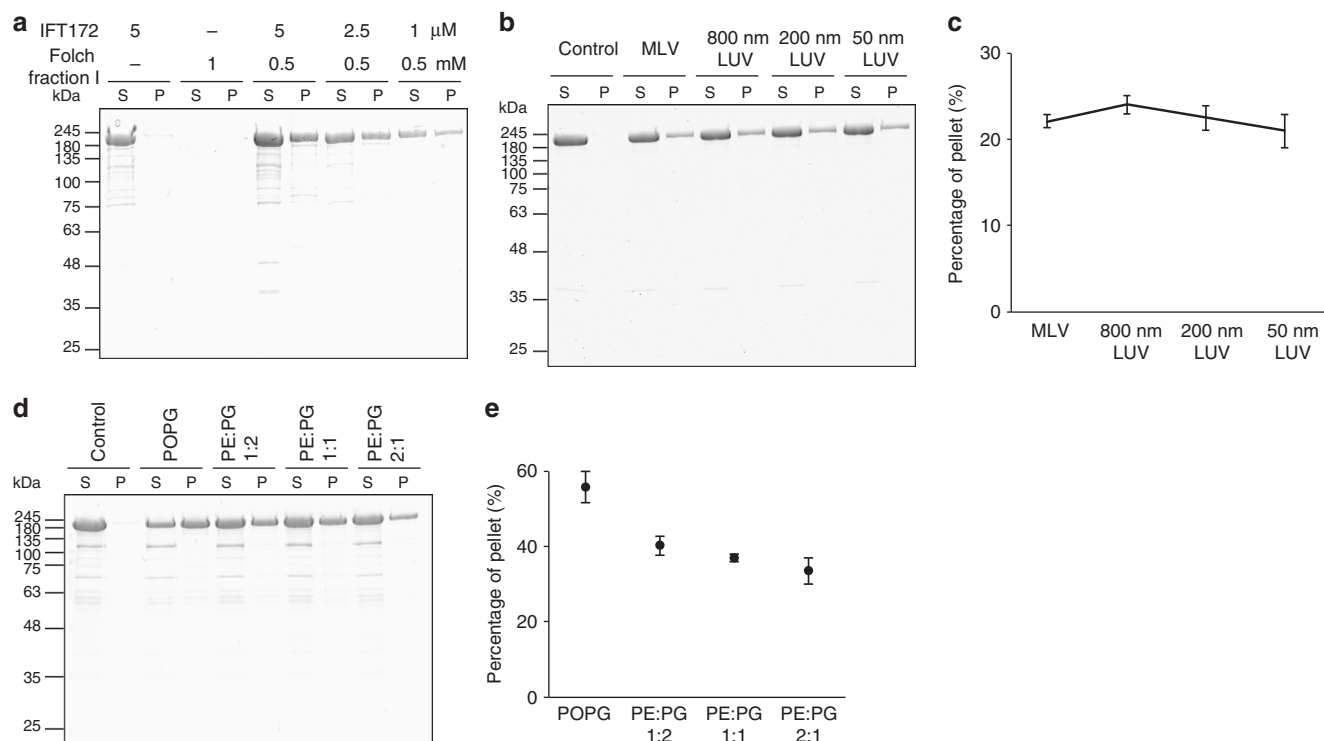 a
IFT172 5 – 5 2.5 1 μM
Folch
fraction I – 1 0.5 0.5 0.5 mM
kDa S P S P S P S P S P
245
180
135
100
75
63
48
35
25
b
Control MLV 800 nm LUV 200 nm LUV 50 nm LUV
S P S P S P S P S P
kDa
245
180
135
100
75
63
48
35
25
c
Percentage of pellet (%)
30
20
10
0
MLV 800 nm 200 nm 50 nm
LUV LUV LUV
d
Control POPG PE:PG 1:2 PE:PG 1:1 PE:PG 2:1
kDa S P S P S P S P S P
245
180
135
100
75
63
48
35
25
e
Percentage of pellet (%)
60
40
20
0
POPG PE:PG PE:PG PE:PG
1:2 1:1 2:1